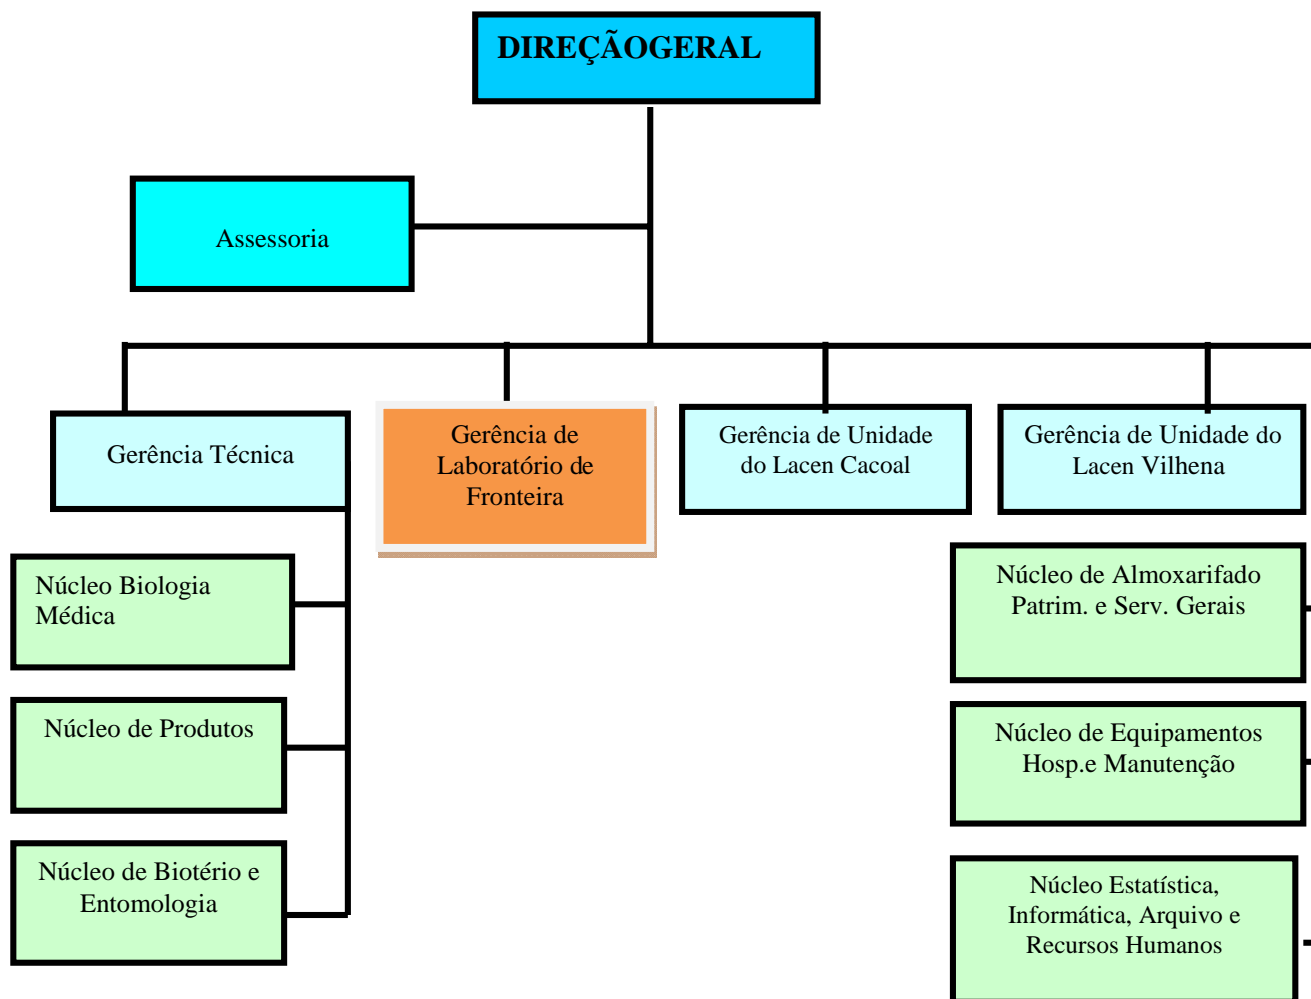 DIREÇÃOGERAL
Assessoria
Gerência Técnica
Gerência de
Laboratório de
Fronteira
Gerência de Unidade
do Lacen Cacoal
Gerência de Unidade do
Lacen Vilhena
Núcleo Biologia
Médica
Núcleo de Produtos
Núcleo de Biotério e
Entomologia
Núcleo de Almoxarifado
Patrim. e Serv. Gerais
Núcleo de Equipamentos
Hosp.e Manutenção
Núcleo Estatística,
Informática, Arquivo e
Recursos Humanos